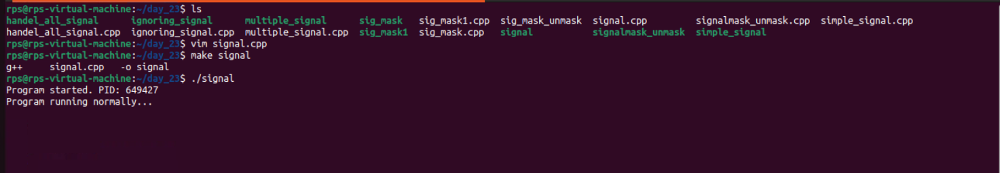 rps@rps-virtual-machine:~/day_23$ ls
handel_all_signal      ignoring_signal      multiple_signal      sig_mask   sig_mask1.cpp  sig_mask_unmask  signal.cpp         signalmask_unmask.cpp  simple_signal.cpp
handel_all_signal.cpp  ignoring_signal.cpp  multiple_signal.cpp  sig_mask1  sig_mask.cpp   signal           signalmask_unmask  simple_signal
rps@rps-virtual-machine:~/day_23$ vim signal.cpp
rps@rps-virtual-machine:~/day_23$ make signal
g++     signal.cpp   -o signal
rps@rps-virtual-machine:~/day_23$ ./signal
Program started. PID: 649427
Program running normally...